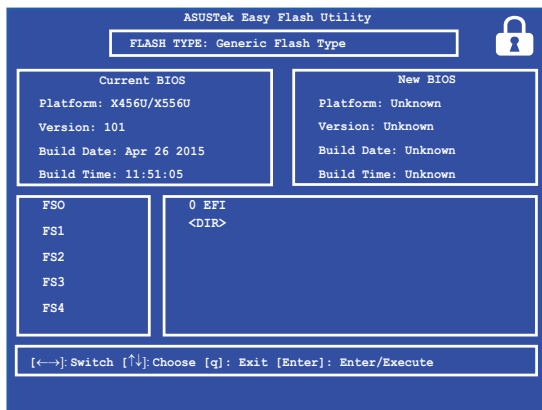 ASUSTek Easy Flash Utility
FLASH TYPE: Generic Flash Type
Current BIOS
Platform: X456U/X556U
Version: 101
Build Date: Apr 26 2015
Build Time: 11:51:05
New BIOS
Platform: Unknown
Version: Unknown
Build Date: Unknown
Build Time: Unknown
FSO
FS1
FS2
FS3
FS4
0 EFI
<DIR>
[←→]: Switch [↑↓]: Choose [q]: Exit [Enter]: Enter/Execute